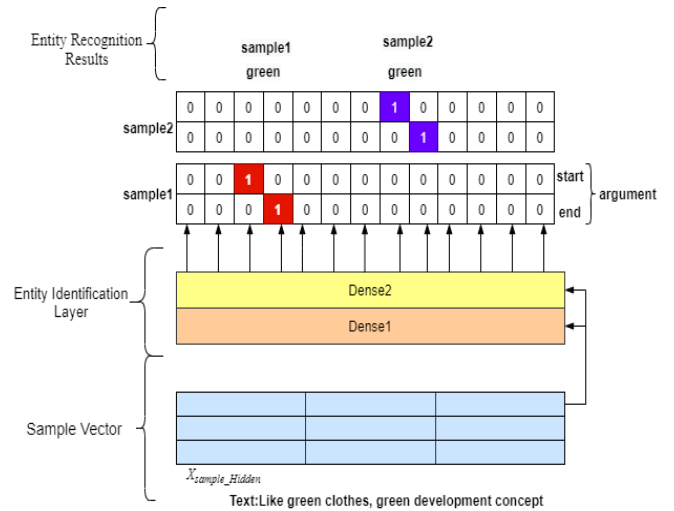 Entity Recognition
Results
sample1
green
sample2
green
0 0 0 0 0 0 0 1 0 0 0 0 0
sample2
0 0 0 0 0 0 0 0 1 0 0 0 0
0 0 1 0 0 0 0 0 0 0 0 0 0 start
sample1
argument
0 0 0 1 0 0 0 0 0 0 0 0 0 end
Entity Identification
Layer
Dense2
Dense1
Sample Vector
X_sample_Hidden
Text:Like green clothes, green development concept